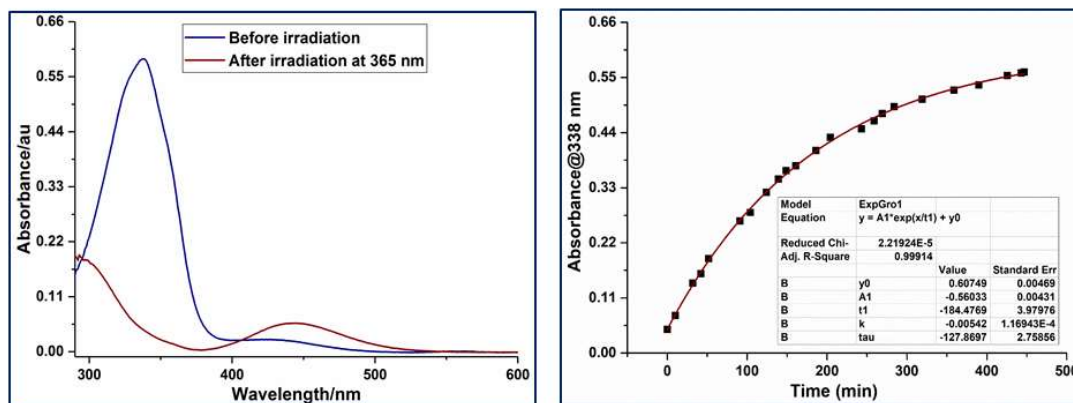 Before irradiation
After irradiation at 365 nm
Absorbance/au
0.66
0.55
0.44
0.33
0.22
0.11
0.00
300 400 500 600
Wavelength/nm
Absorbance@338 nm
0.66
0.55
0.44
0.33
0.22
0.11
0.00
Model ExpGro1
Equation y = A1*exp(x/t1) + y0
Reduced Chi- 2.21924E-5
Adj. R-Square 0.99914
Value Standard Err
B y0 0.60749 0.00469
B A1 -0.56033 0.00431
B t1 -184.4769 3.97976
B k -0.00542 1.16943E-4
B tau -127.8697 2.75856
0 100 200 300 400 500
Time (min)